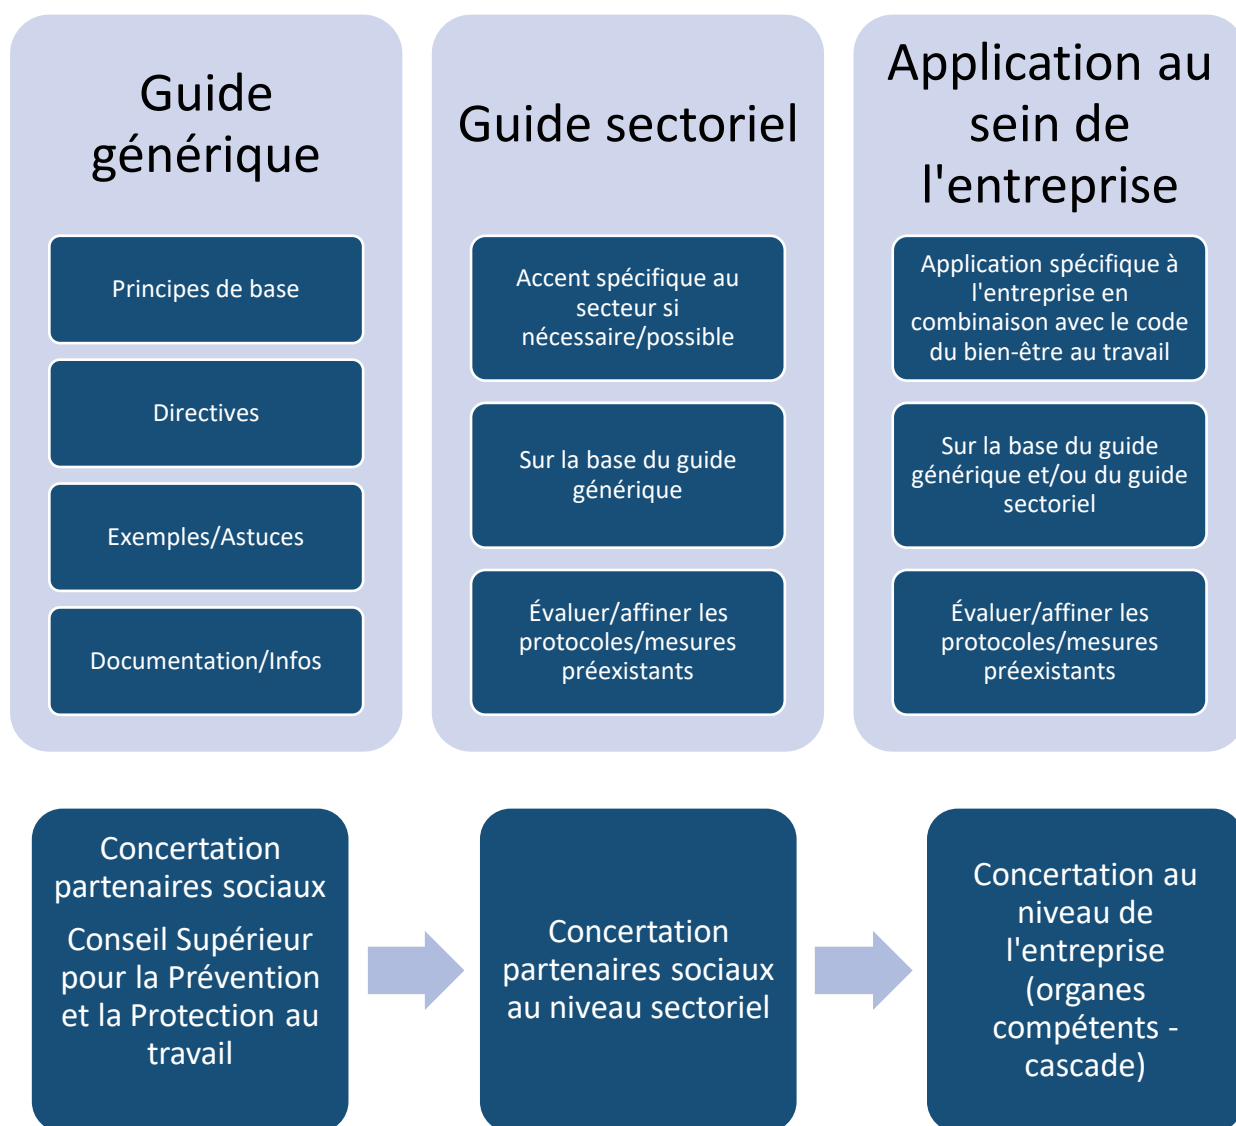 Guide
générique
Principes de base
Directives
Exemples/Astuces
Documentation/Infos
Guide sectoriel
Accent spécifique au
secteur si
nécessaire/possible
Sur la base du guide
générique
Évaluer/affiner les
protocoles/mesures
préexistants
Application au
sein de
l'entreprise
Application spécifique à
l'entreprise en
combinaison avec le code
du bien-être au travail
Sur la base du guide
générique et/ou du guide
sectoriel
Évaluer/affiner les
protocoles/mesures
préexistants
Concertation
partenaires sociaux
Conseil Supérieur
pour la Prévention
et la Protection au
travail
Concertation
partenaires sociaux
au niveau sectoriel
Concertation au
niveau de
l'entreprise
(organes
compétents -
cascade)